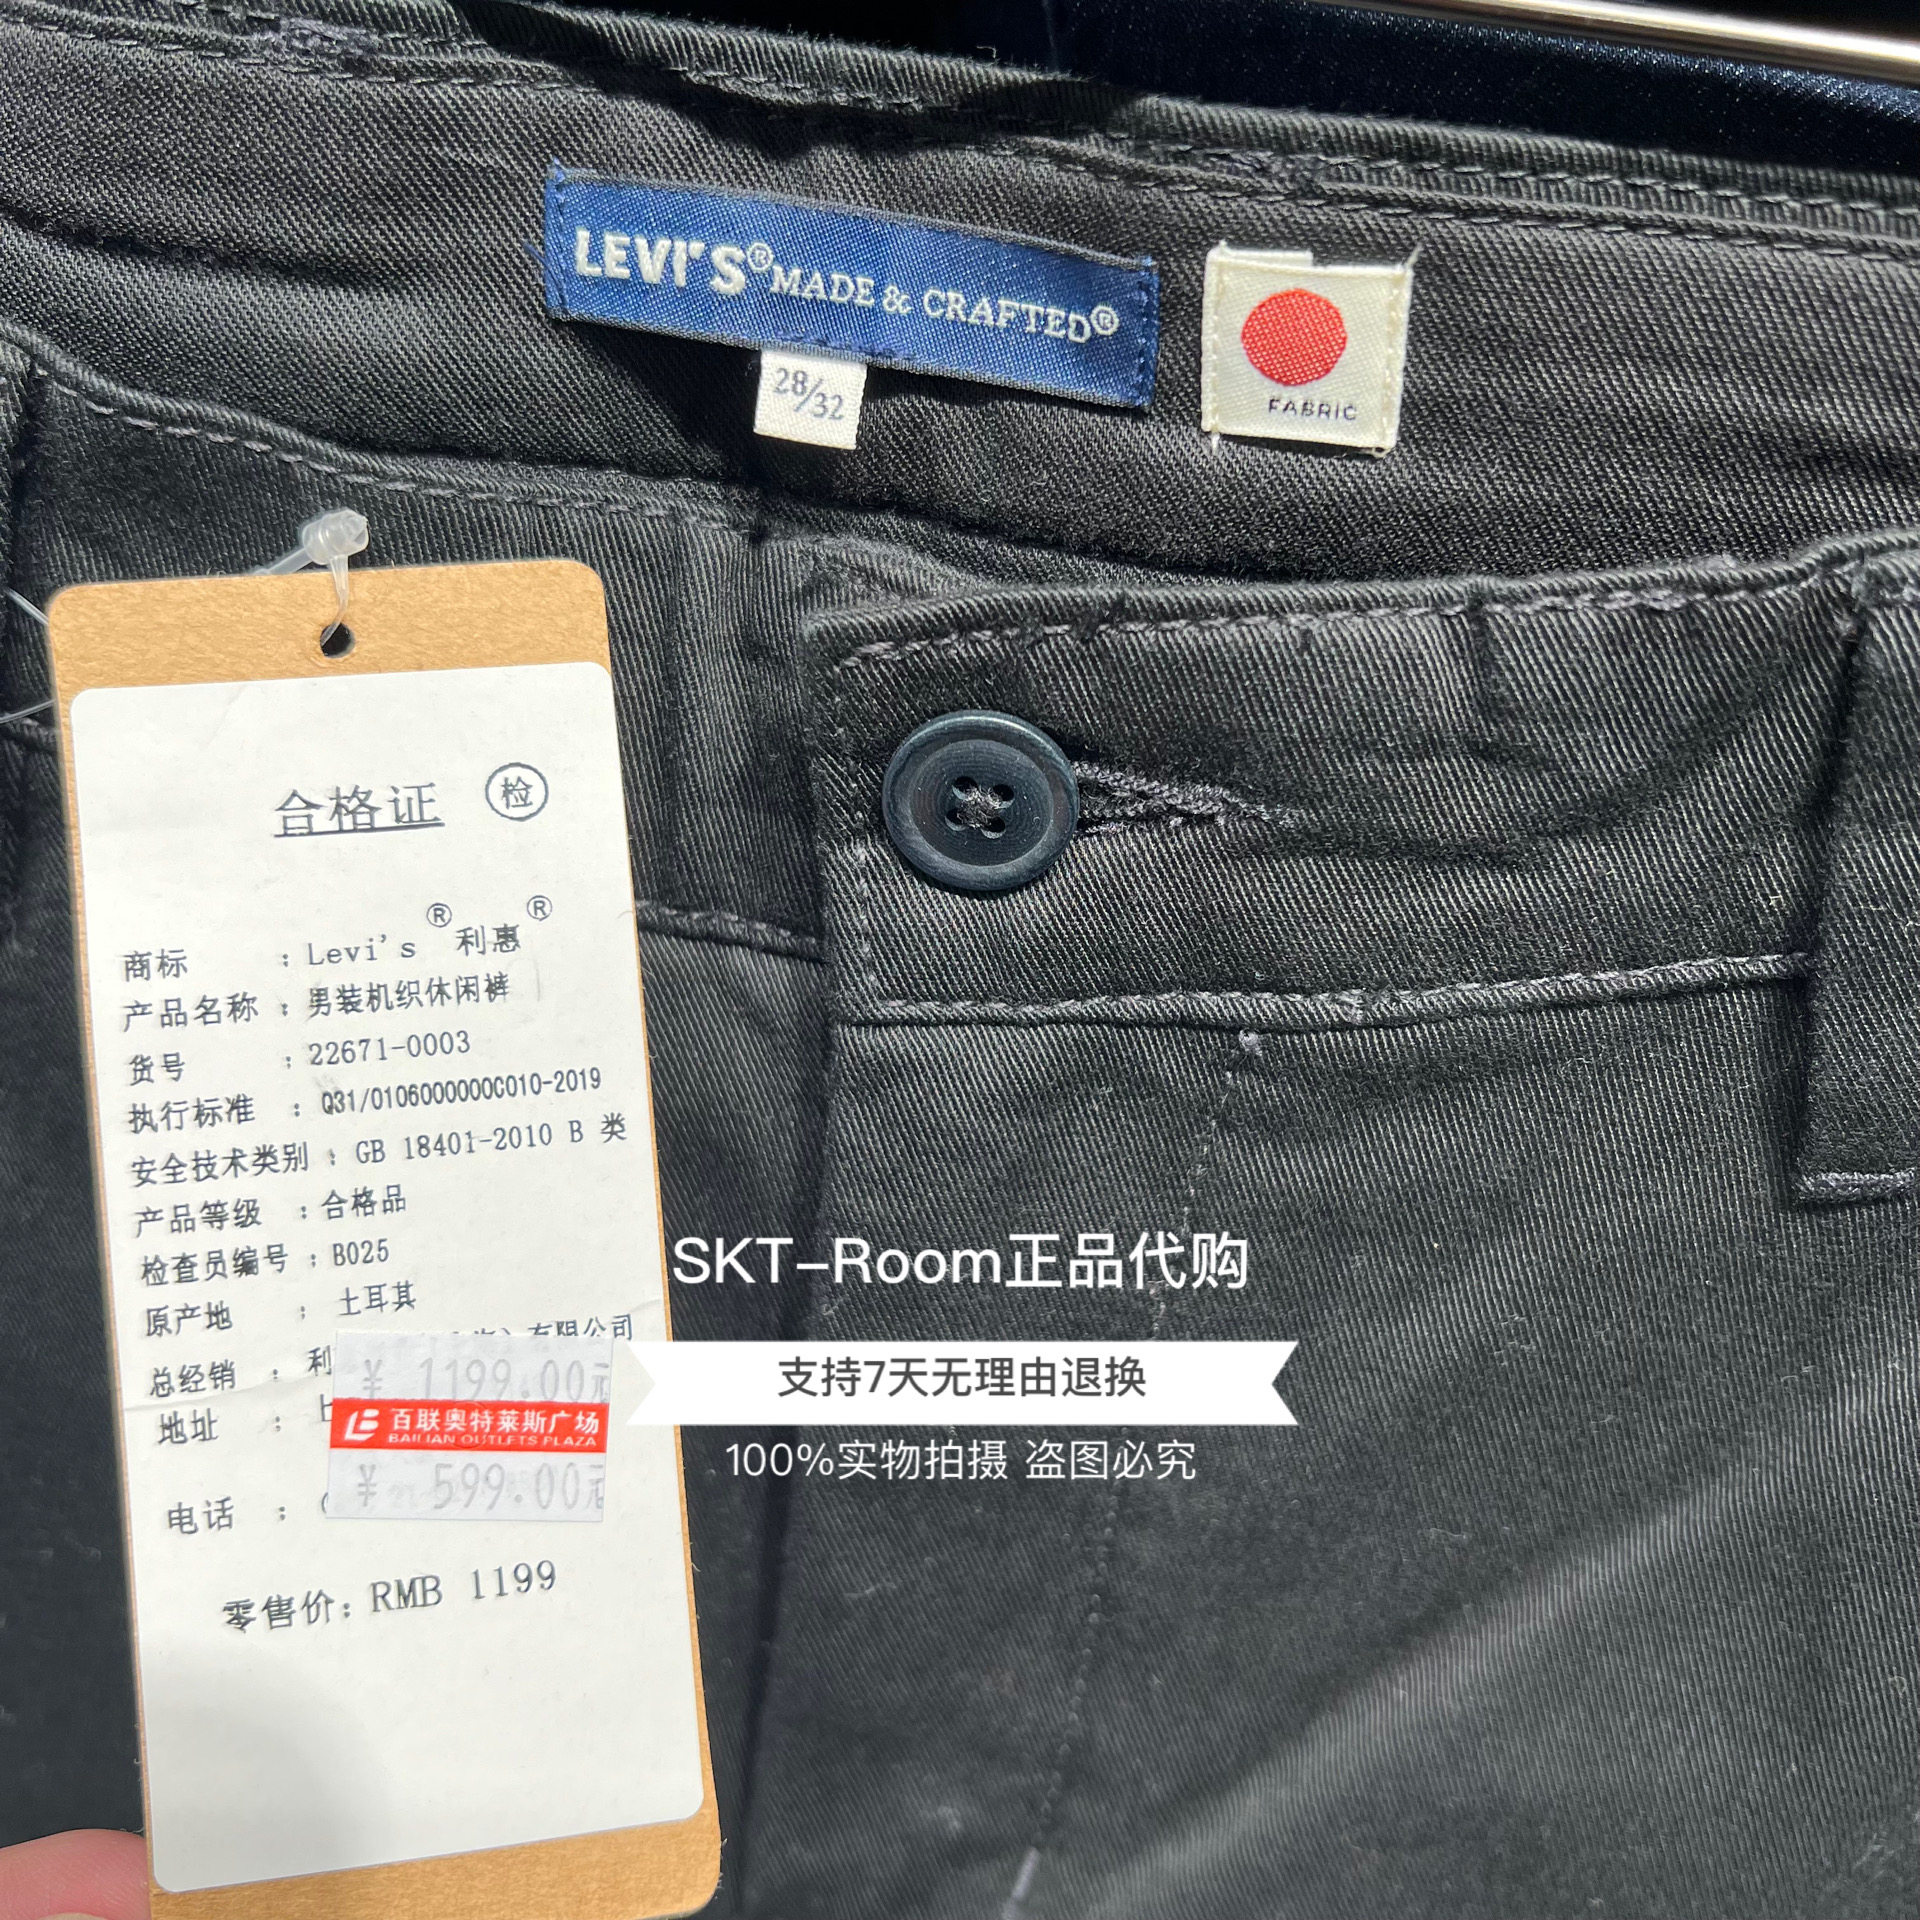 LEVI'S® MADE & CRAFTED®
28/32
FABRIC
合格证 检
商标 : Levi's® 利惠®
产品名称 : 男装机织休闲裤
货号 : 22671-0003
执行标准 : Q31/0106000000C010-2019
安全技术类别 : GB 18401-2010 B 类
产品等级 : 合格品
检查员编号 : B025
原产地 : 土耳其
总经销 : 利 有限公司
地址 :
电话 :
¥ 1199.00元
百联奥特莱斯广场
BAILIAN OUTLETS PLAZA
¥ 599.00元
零售价: RMB 1199
SKT-Room正品代购
支持7天无理由退换
100%实物拍摄 盗图必究